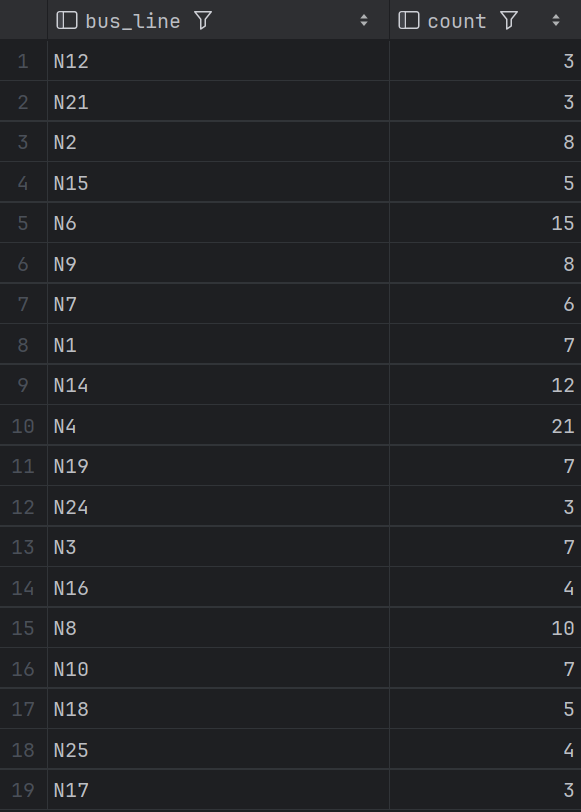 bus_line count
1 N12 3
2 N21 3
3 N2 8
4 N15 5
5 N6 15
6 N9 8
7 N7 6
8 N1 7
9 N14 12
10 N4 21
11 N19 7
12 N24 3
13 N3 7
14 N16 4
15 N8 10
16 N10 7
17 N18 5
18 N25 4
19 N17 3